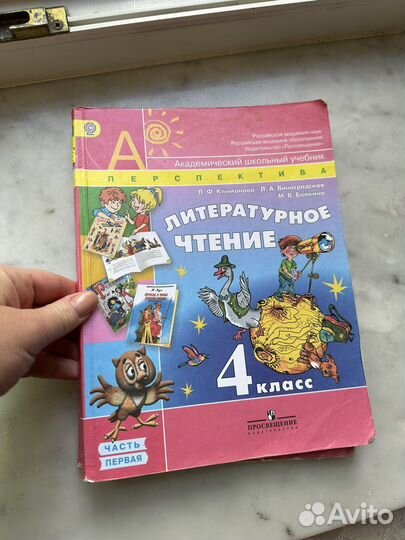 Российская академия наук
Российская академия образования
Издательство «Просвещение»
А
Академический школьный учебник
ПЕРСПЕКТИВА
Л. Ф. Климанова Л. А. Виноградская
М. В. Бойкина
ЛИТЕРАТУРНОЕ
ЧТЕНИЕ
4 КЛАСС
ПРОСВЕЩЕНИЕ
ИЗДАТЕЛЬСТВО
ЧАСТЬ
ПЕРВАЯ
Avito